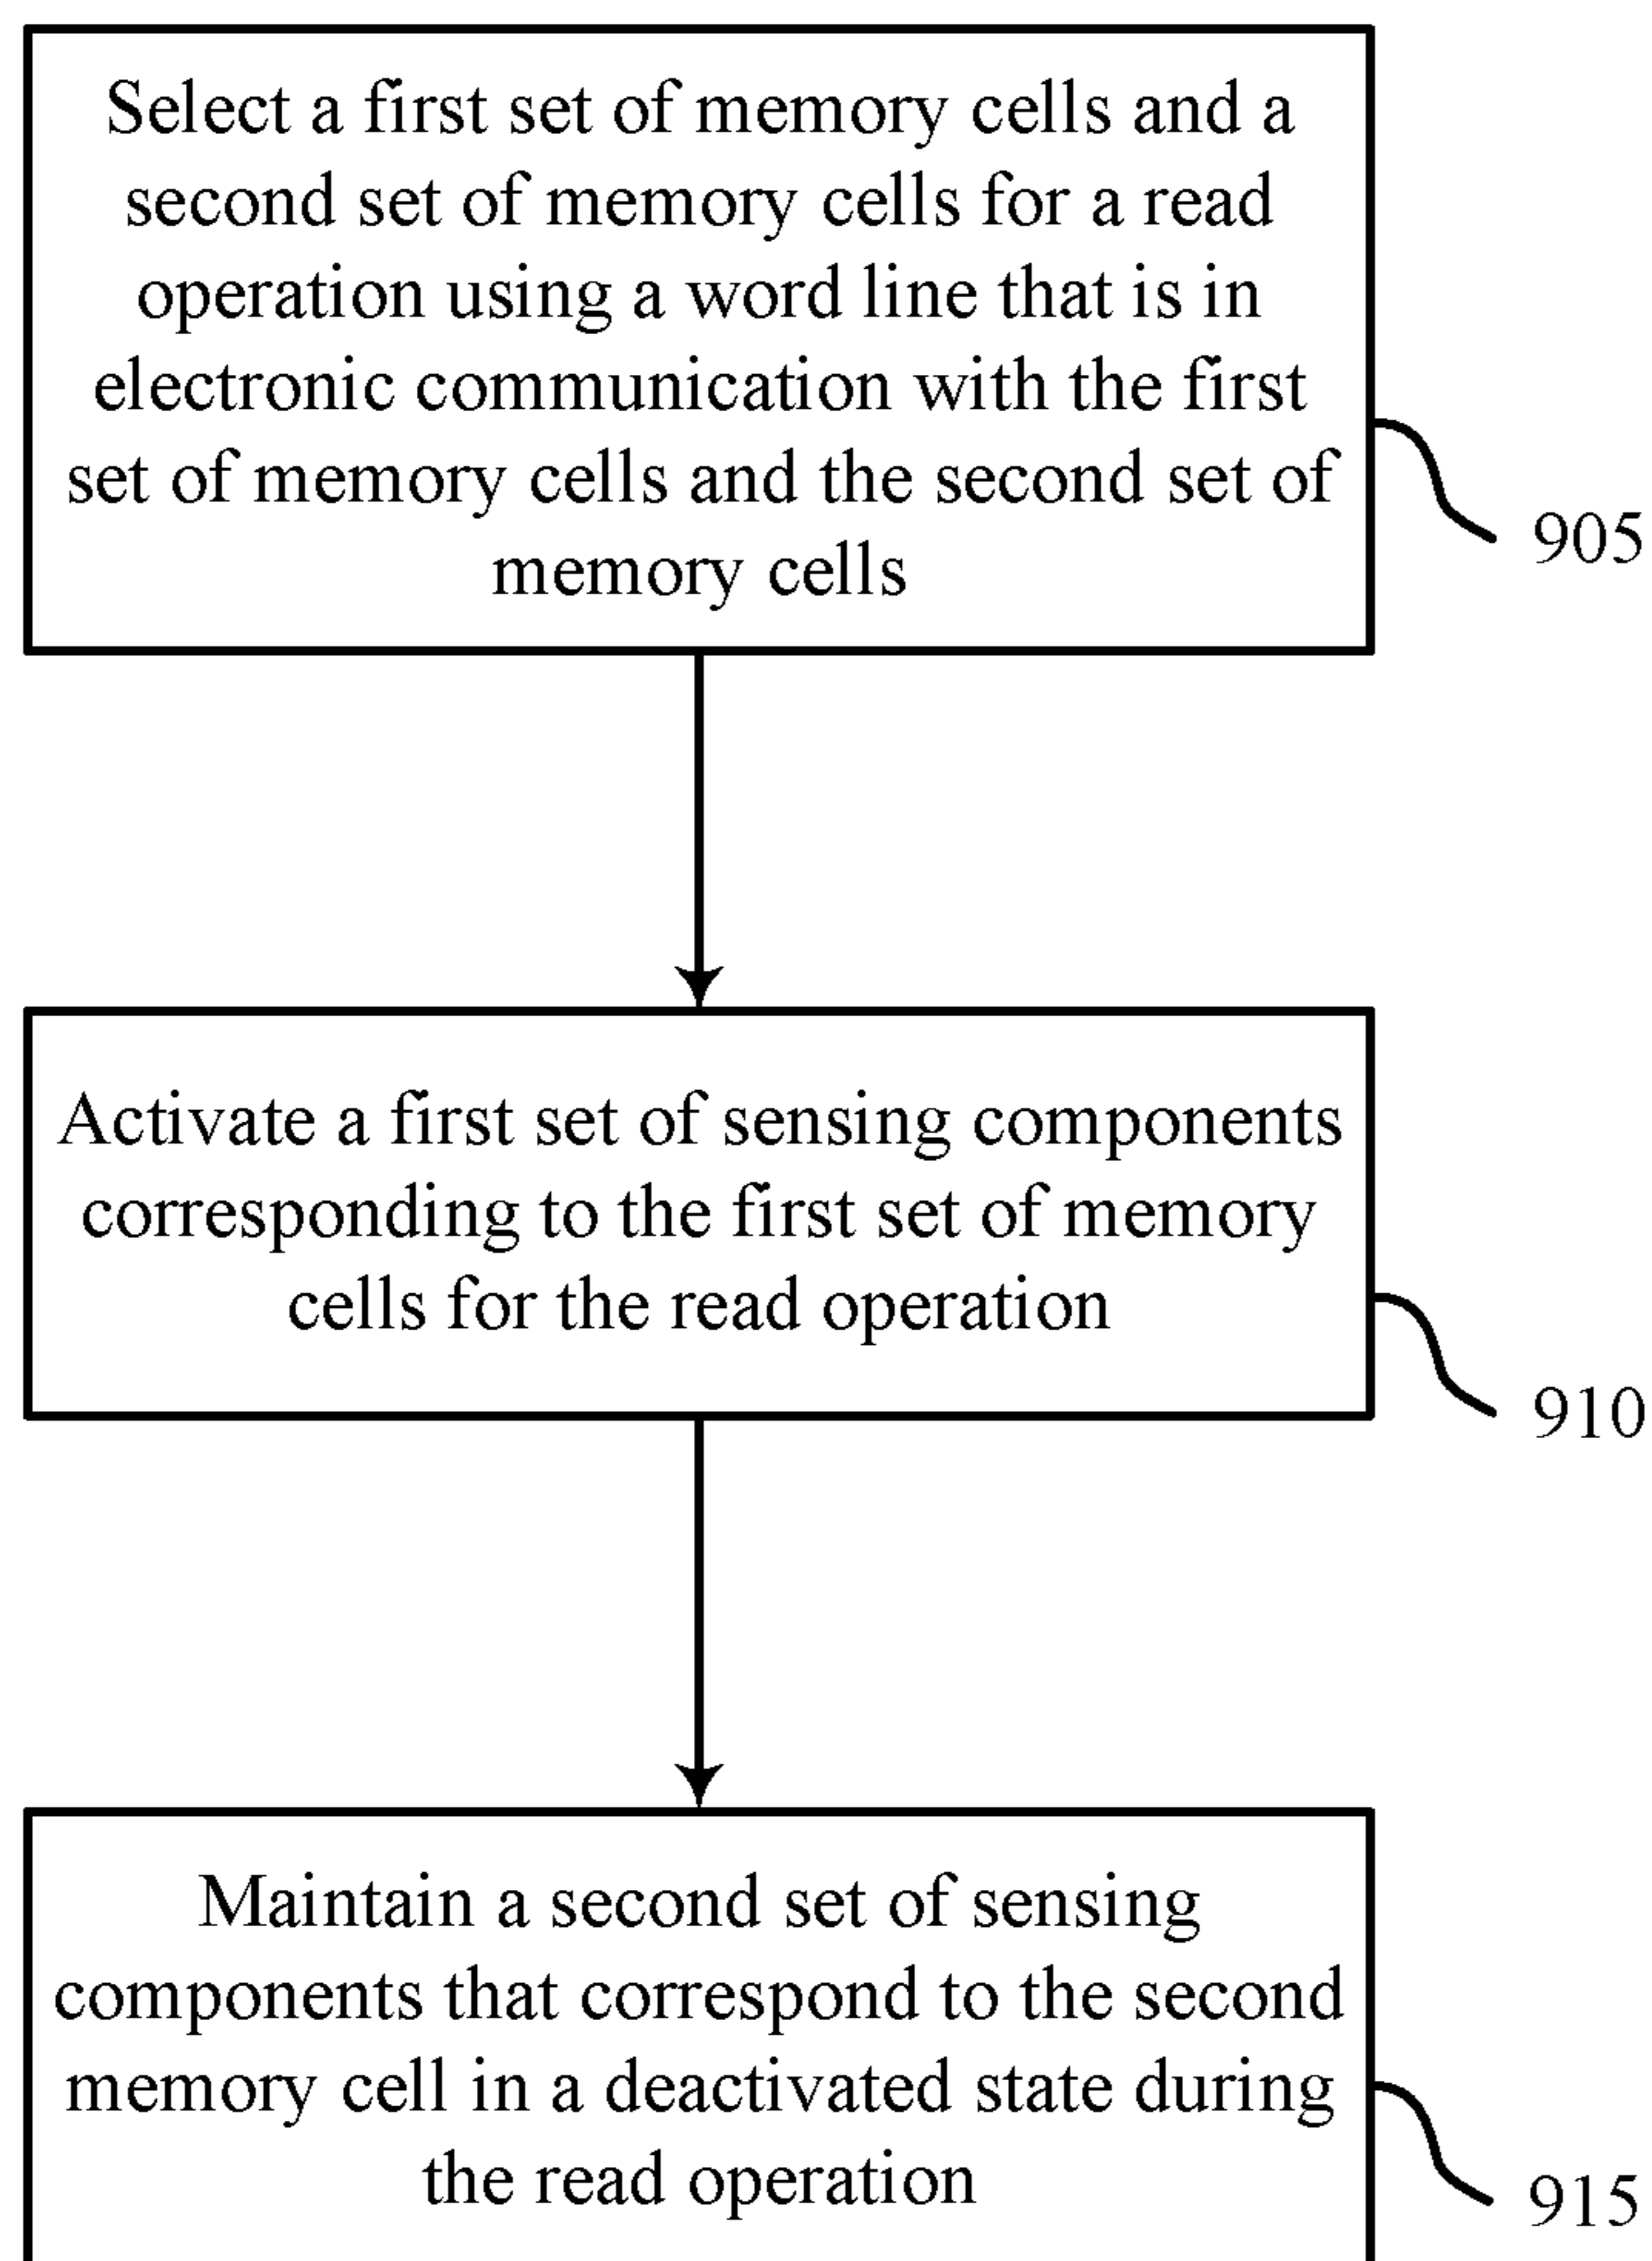 Select a first set of memory cells and a
second set of memory cells for a read
operation using a word line that is in
electronic communication with the first
set of memory cells and the second set of
memory cells
905
Activate a first set of sensing components
corresponding to the first set of memory
cells for the read operation
910
Maintain a second set of sensing
components that correspond to the second
memory cell in a deactivated state during
the read operation
915